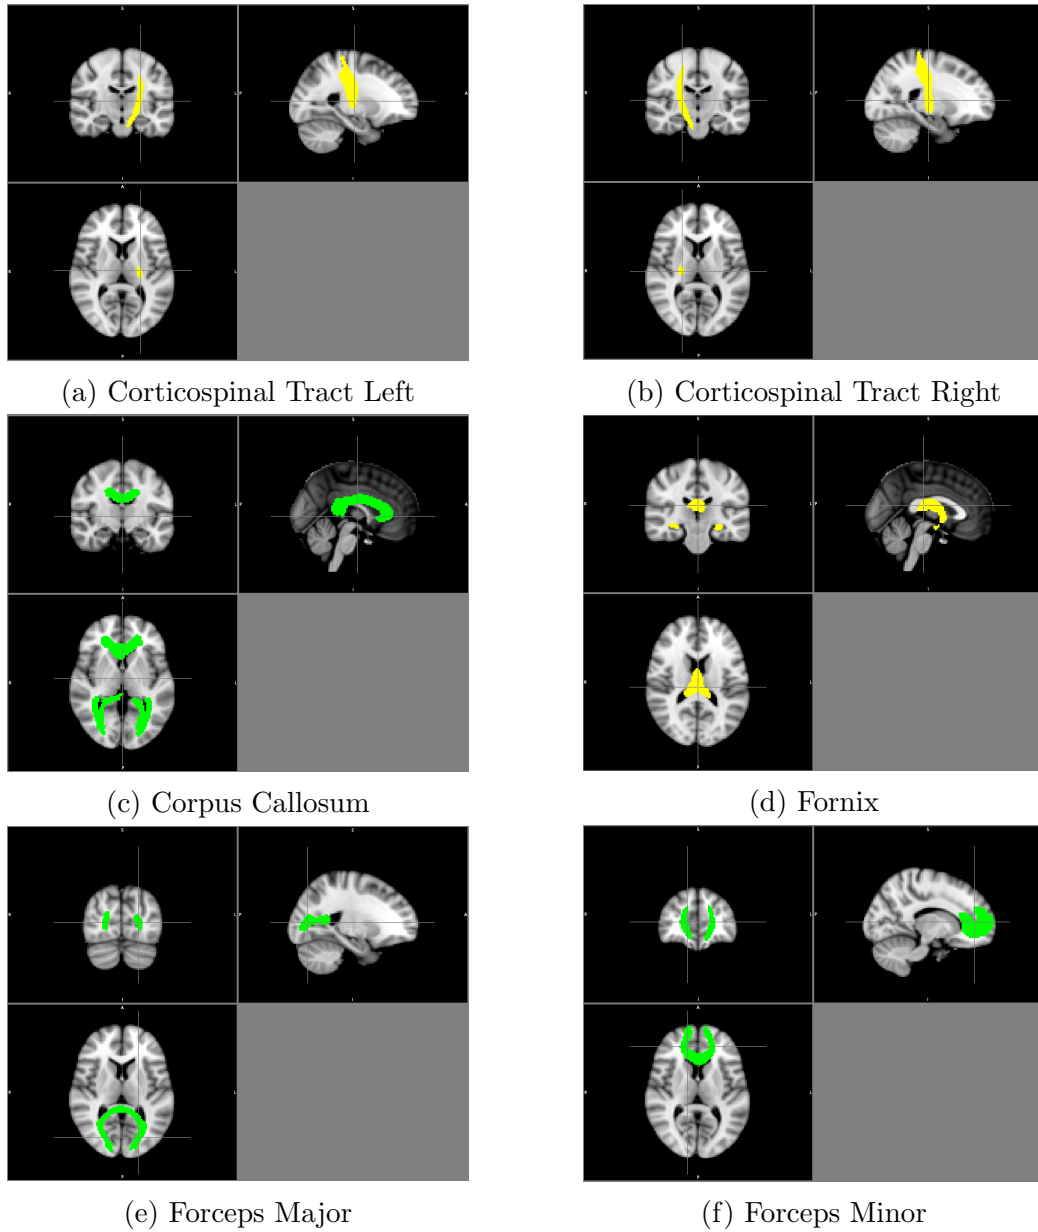 (a) Corticospinal Tract Left
(b) Corticospinal Tract Right
(c) Corpus Callosum
(d) Fornix
(e) Forceps Major
(f) Forceps Minor